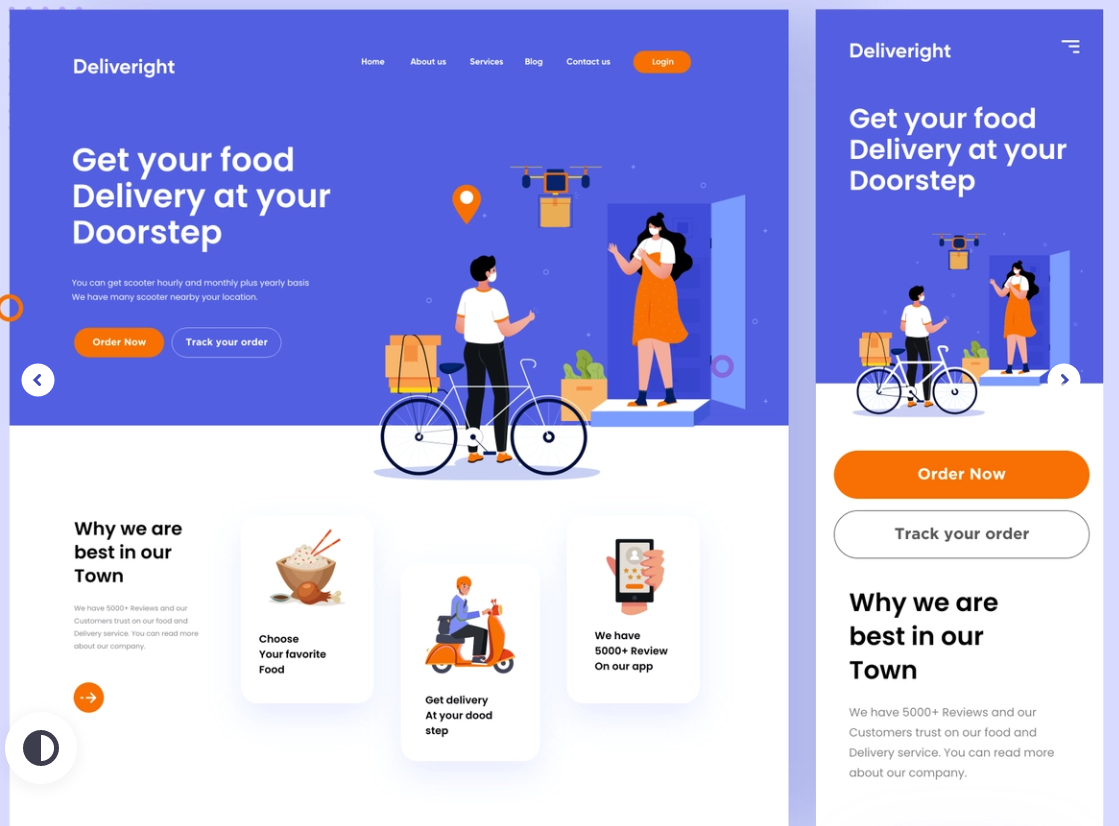 Deliveright
Home
About us
Services
Blog
Contact us
Login
Get your food
Delivery at your
Doorstep
You can get scooter hourly and monthly plus yearly basis
We have many scooter nearby your location.
Order Now
Track your order
Why we are
best in our
Town
We have 5000+ Reviews and our
Customers trust on our food and
Delivery service. You can read more
about our company.
Choose
Your favorite
Food
Get delivery
At your dood
step
We have
5000+ Review
On our app
Deliveright
Get your food
Delivery at your
Doorstep
Order Now
Track your order
Why we are
best in our
Town
We have 5000+ Reviews and our
Customers trust on our food and
Delivery service. You can read more
about our company.